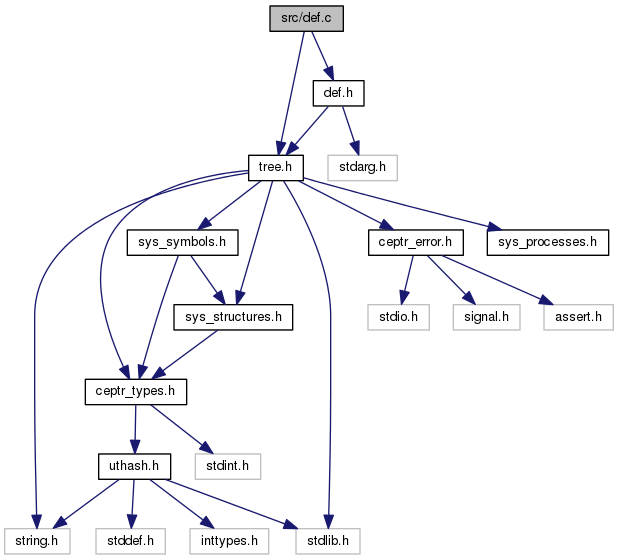 src/def.c
def.h
tree.h
stdarg.h
sys_symbols.h
ceptr_error.h
sys_processes.h
sys_structures.h
stdio.h
signal.h
assert.h
ceptr_types.h
uthash.h
stdint.h
string.h
stddef.h
inttypes.h
stdlib.h